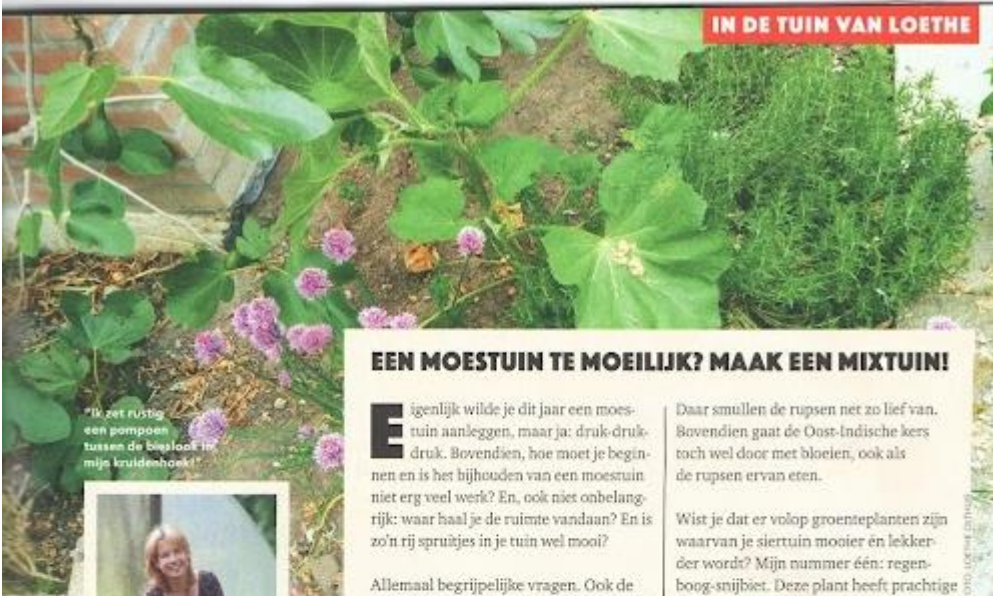 IN DE TUIN VAN LOETHE
"Ik zet rustig
een pompoen
tussen de bieslook in
mijn kruidenhoek!"
EEN MOESTUIN TE MOEILIJK? MAAK EEN MIXTUIN!
Eigenlijk wilde je dit jaar een moes-
tuin aanleggen, maar ja: druk-druk-
druk. Bovendien, hoe moet je begin-
nen en is het bijhouden van een moestuin
niet erg veel werk? En, ook niet onbelang-
rijk: waar haal je de ruimte vandaan? En is
zo'n rij spruitjes in je tuin wel mooi?
Allemaal begrijpelijke vragen. Ook de
Daar smullen de rupsen net zo lief van.
Bovendien gaat de Oost-Indische kers
toch wel door met bloeien, ook als
de rupsen ervan eten.
Wist je dat er volop groenteplanten zijn
waarvan je siertuin mooier én lekker-
der wordt? Mijn nummer één: regen-
boog-snijbiet. Deze plant heeft prachtige